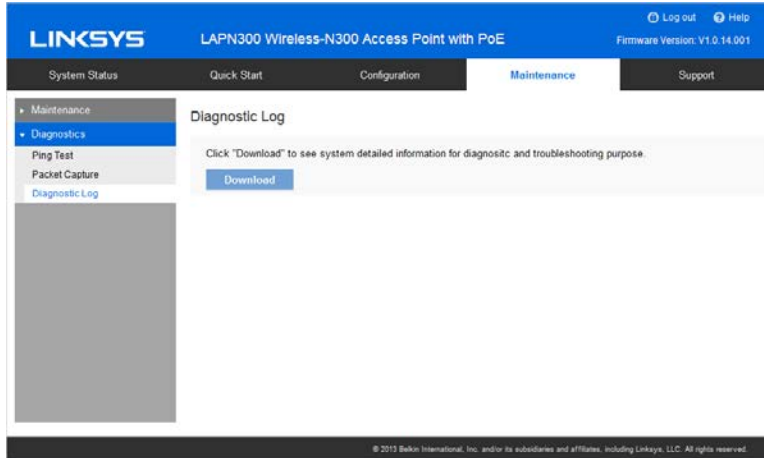 Log out Help
LINKSYS LAPN300 Wireless-N300 Access Point with PoE Firmware Version: V1.0.14.001
System Status Quick Start Configuration Maintenance Support
Maintenance
Diagnostics
Ping Test
Packet Capture
Diagnostic Log
Diagnostic Log
Click "Download" to see system detailed information for diagnositc and troubleshooting purpose.
Download
© 2013 Belkin International, Inc. and/or its subsidiaries and affiliates, including Linksys, LLC. All rights reserved.